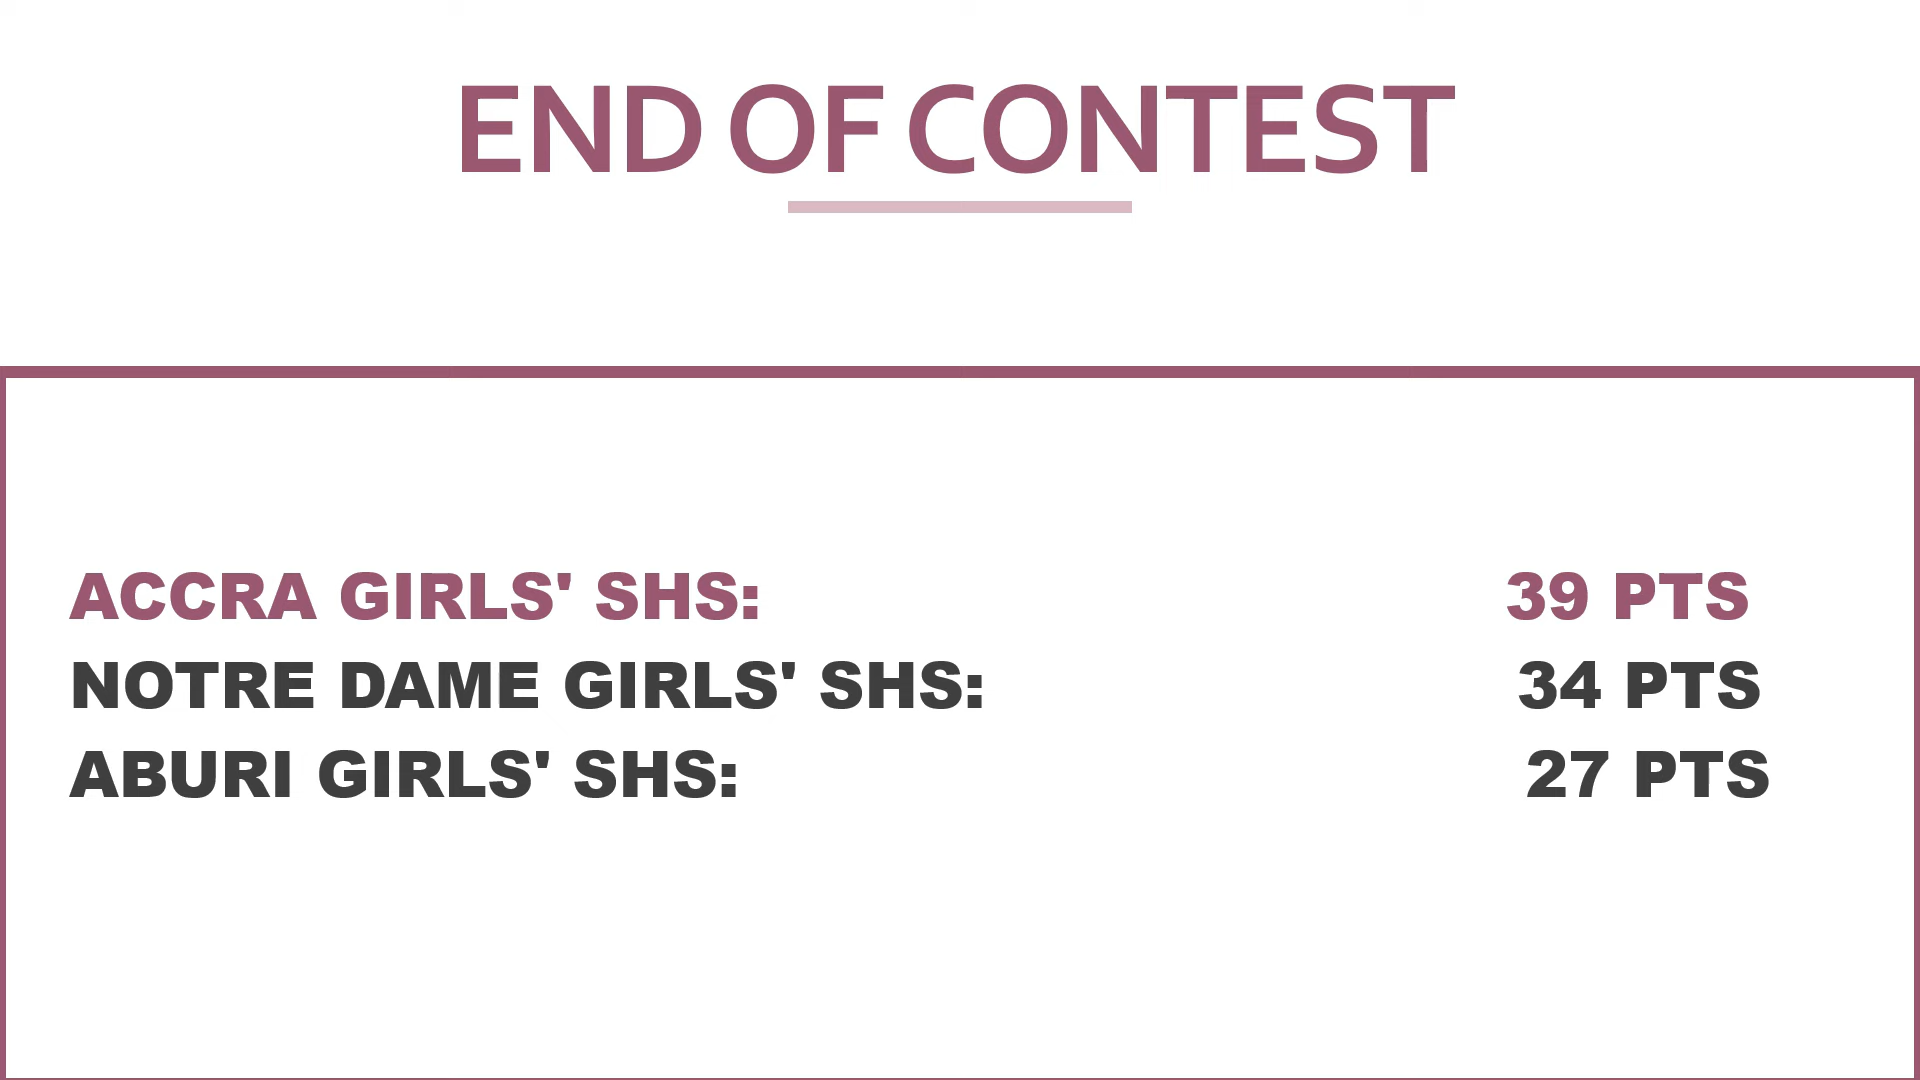 END OF CONTEST
ACCRA GIRLS' SHS: 39 PTS
NOTRE DAME GIRLS' SHS: 34 PTS
ABURI GIRLS' SHS: 27 PTS